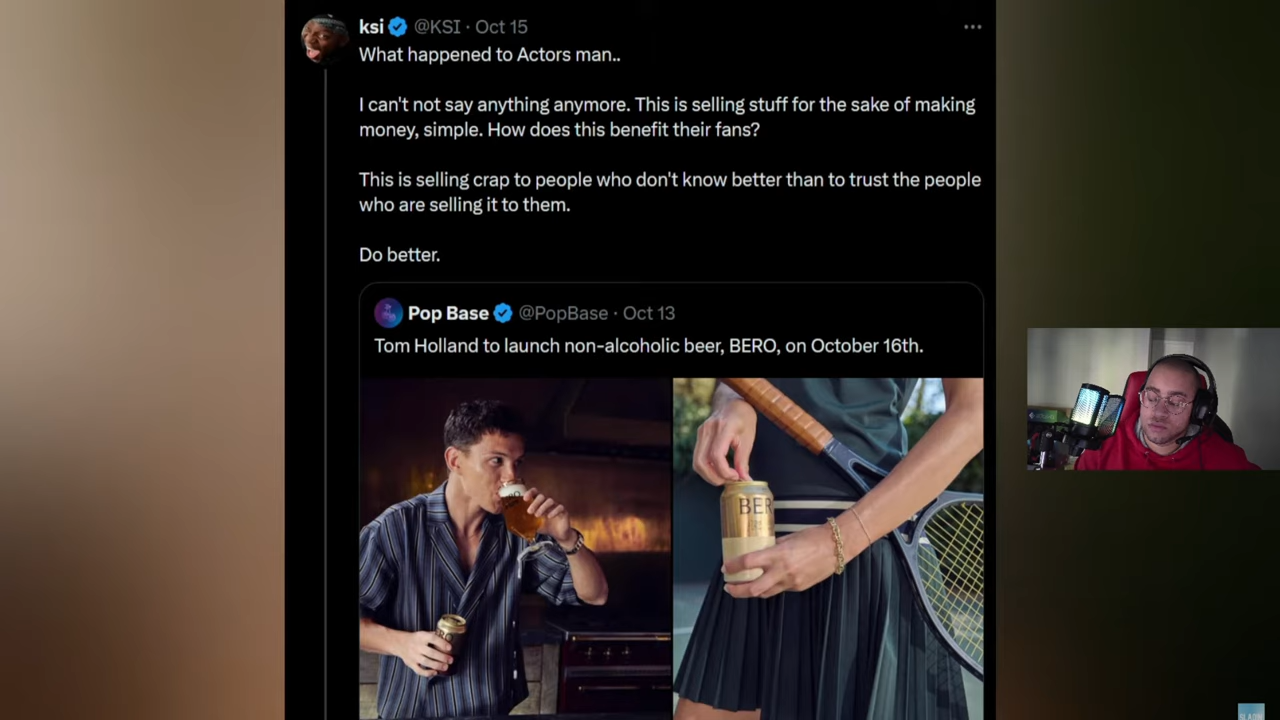 ksi @KSI · Oct 15
What happened to Actors man..
I can't not say anything anymore. This is selling stuff for the sake of making
money, simple. How does this benefit their fans?
This is selling crap to people who don't know better than to trust the people
who are selling it to them.
Do better.
Pop Base @PopBase · Oct 13
Tom Holland to launch non-alcoholic beer, BERO, on October 16th.
BER